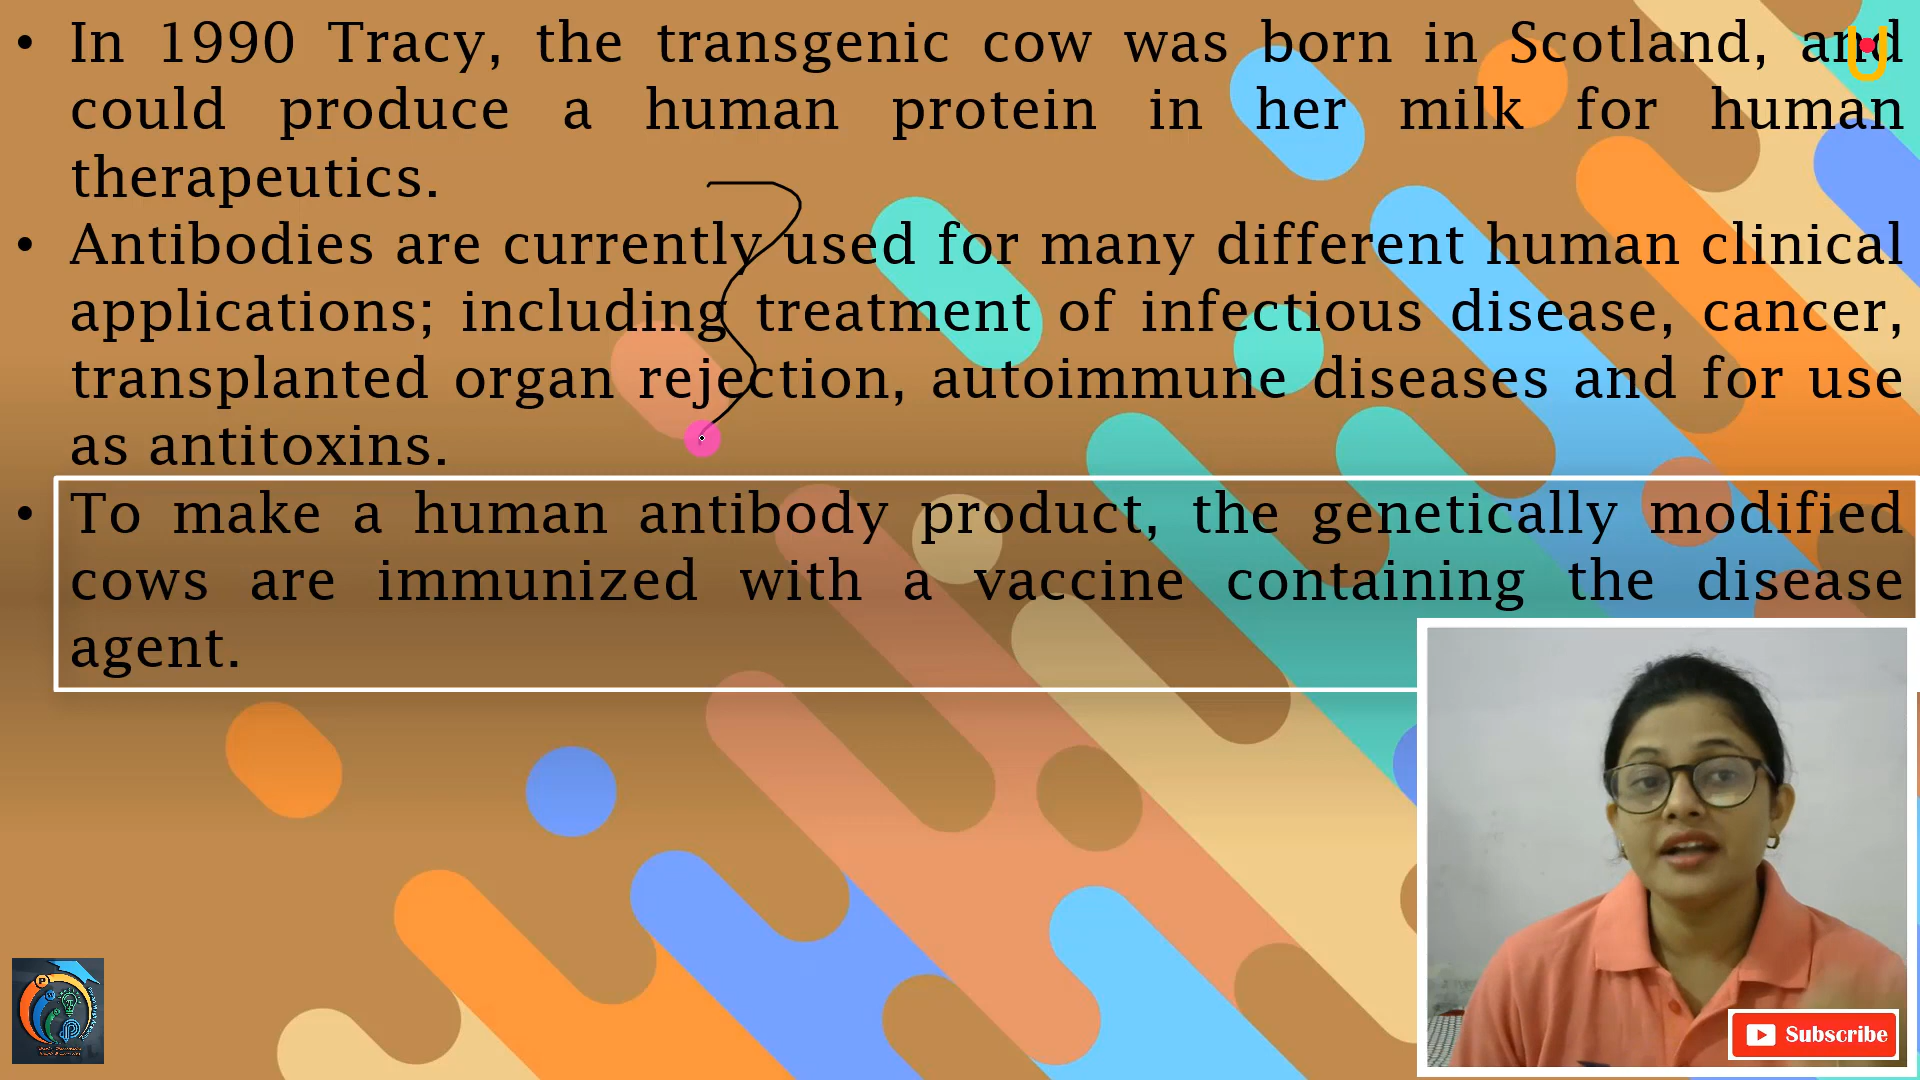 • In 1990 Tracy, the transgenic cow was born in Scotland, and
could produce a human protein in her milk for human
therapeutics.
• Antibodies are currently used for many different human clinical
applications; including treatment of infectious disease, cancer,
transplanted organ rejection, autoimmune diseases and for use
as antitoxins.
• To make a human antibody product, the genetically modified
cows are immunized with a vaccine containing the disease
agent.
Subscribe